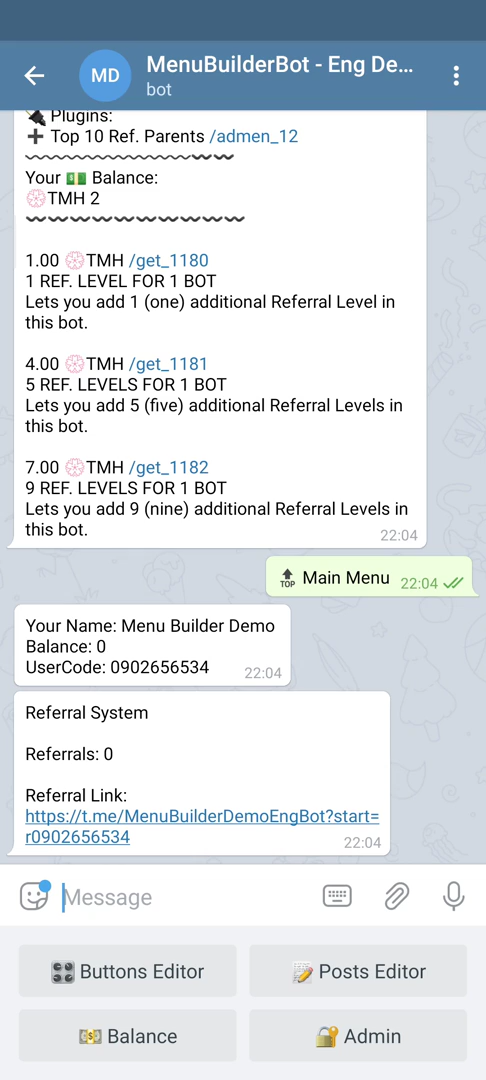 MD
MenuBuilderBot - Eng De...
bot
🔌 Plugins:
➕ Top 10 Ref. Parents /admen_12
Your 💵 Balance:
💮TMH 2
1.00 💮TMH /get_1180
1 REF. LEVEL FOR 1 BOT
Lets you add 1 (one) additional Referral Level in
this bot.
4.00 💮TMH /get_1181
5 REF. LEVELS FOR 1 BOT
Lets you add 5 (five) additional Referral Levels in
this bot.
7.00 💮TMH /get_1182
9 REF. LEVELS FOR 1 BOT
Lets you add 9 (nine) additional Referral Levels in
this bot.
22:04
🔝 Main Menu 22:04
Your Name: Menu Builder Demo
Balance: 0
UserCode: 0902656534
22:04
Referral System
Referrals: 0
Referral Link:
https://t.me/MenuBuilderDemoEngBot?start=
r0902656534
22:04
Message
🎛 Buttons Editor
📝 Posts Editor
💵 Balance
🔐 Admin